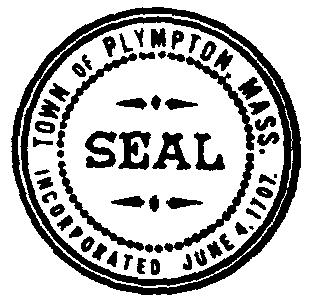 TOWN OF PLYMPTON, MASS.
SEAL
INCORPORATED JUNE 4, 1707.